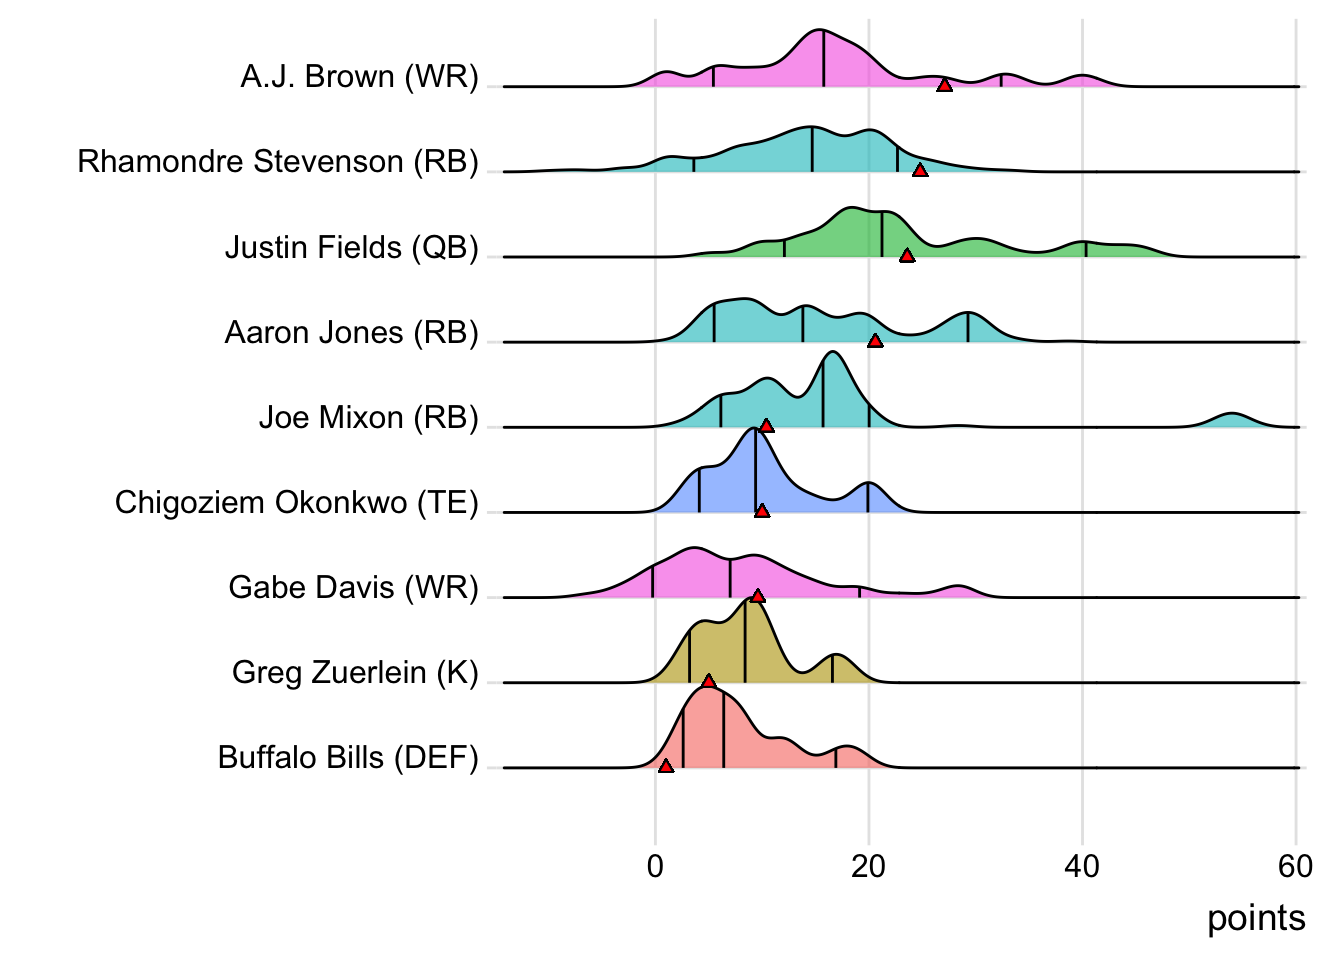 A.J. Brown (WR)
Rhamondre Stevenson (RB)
Justin Fields (QB)
Aaron Jones (RB)
Joe Mixon (RB)
Chigoziem Okonkwo (TE)
Gabe Davis (WR)
Greg Zuerlein (K)
Buffalo Bills (DEF)
0 20 40 60
points